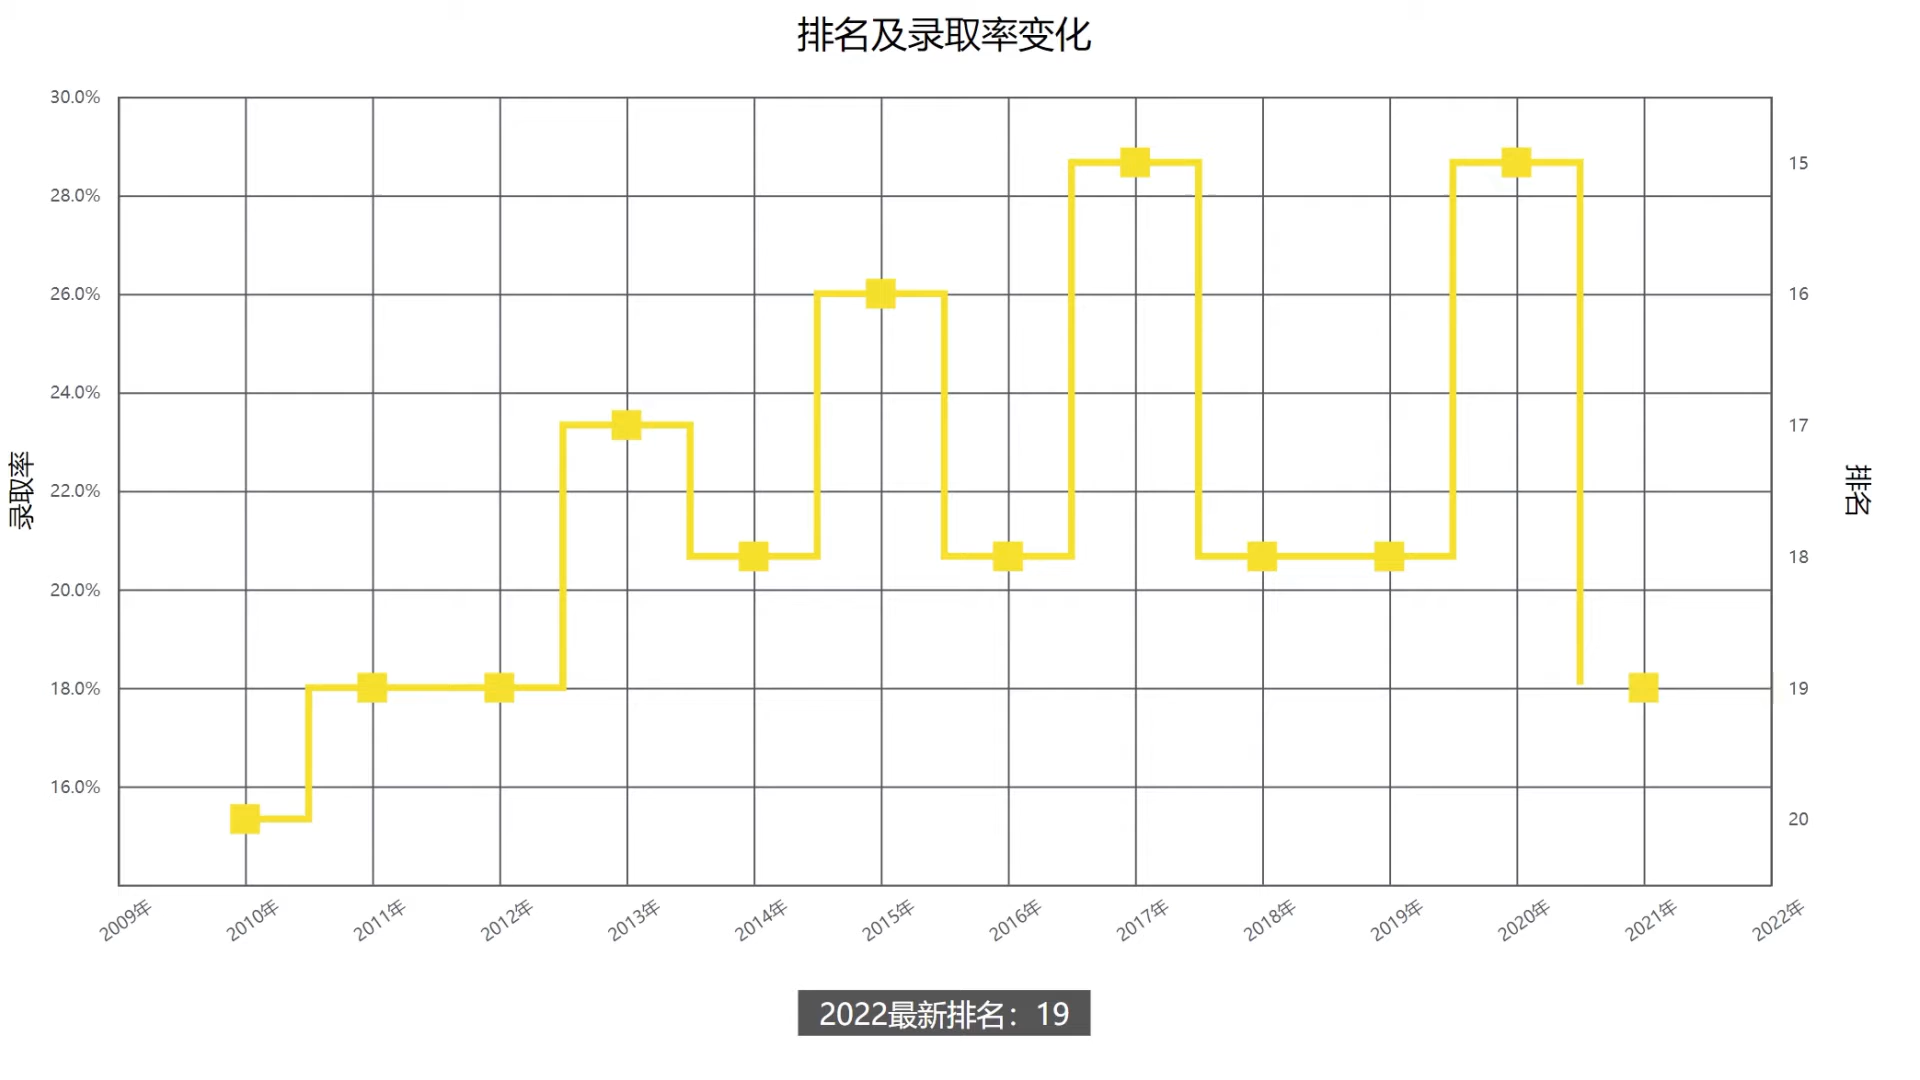 排名及录取率变化
30.0%
28.0%
26.0%
24.0%
22.0%
20.0%
18.0%
16.0%
录取率
15
16
17
18
19
20
排名
2009年
2010年
2011年
2012年
2013年
2014年
2015年
2016年
2017年
2018年
2019年
2020年
2021年
2022年
2022最新排名：19